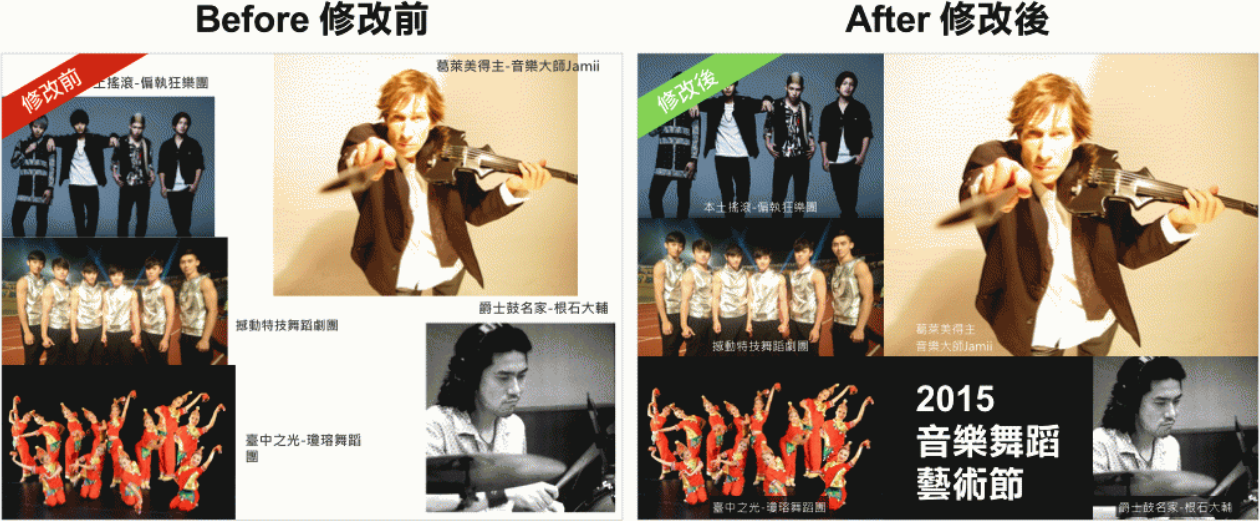 Before 修改前
After 修改後
修改前
土搖滾-偏執狂樂團
葛萊美得主-音樂大師Jamii
爵士鼓名家-根石大輔
撼動特技舞蹈劇團
臺中之光-瓊瑢舞蹈
團
修改後
本土搖滾-偏執狂樂團
葛萊美得主
音樂大師Jamii
撼動特技舞蹈劇團
2015
音樂舞蹈
藝術節
臺中之光-瓊瑢舞蹈團
爵士鼓名家-根石大輔